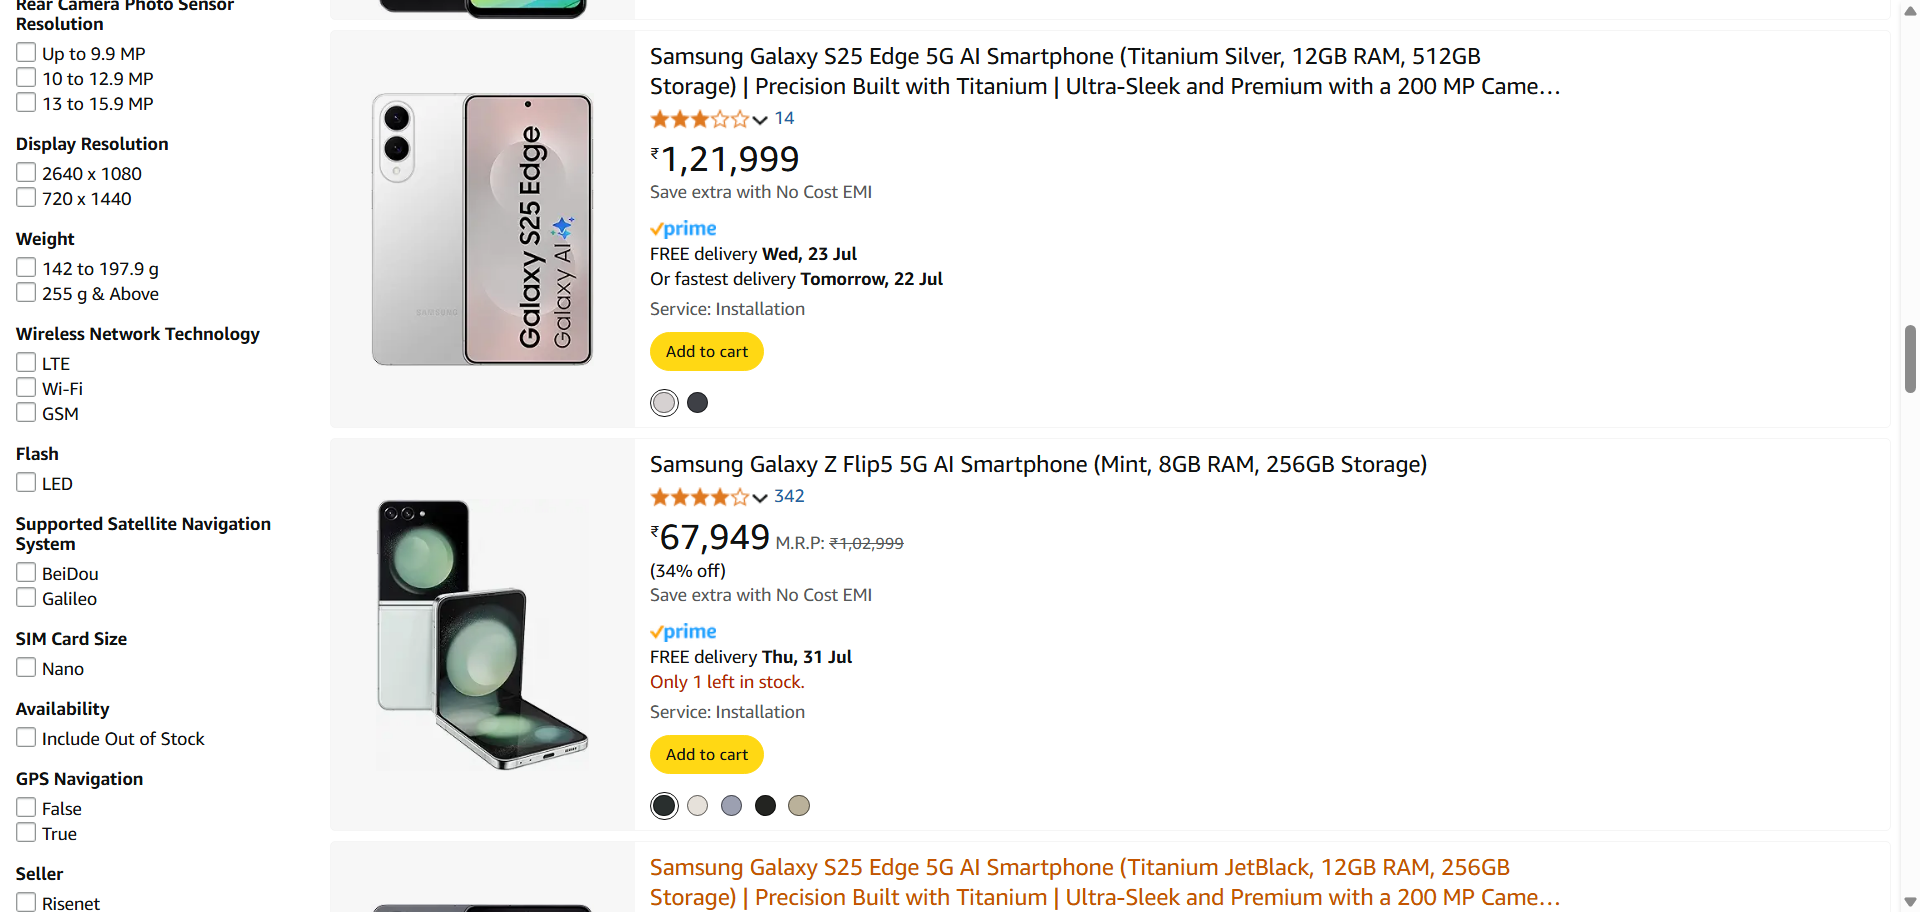 Rear Camera Photo Sensor
Resolution
Up to 9.9 MP
10 to 12.9 MP
13 to 15.9 MP
Display Resolution
2640 x 1080
720 x 1440
Weight
142 to 197.9 g
255 g & Above
Wireless Network Technology
LTE
Wi-Fi
GSM
Flash
LED
Supported Satellite Navigation
System
BeiDou
Galileo
SIM Card Size
Nano
Availability
Include Out of Stock
GPS Navigation
False
True
Seller
Risenet
SAMSUNG
Galaxy S25 Edge
Galaxy AI
Samsung Galaxy S25 Edge 5G AI Smartphone (Titanium Silver, 12GB RAM, 512GB
Storage) | Precision Built with Titanium | Ultra-Sleek and Premium with a 200 MP Came…
14
₹1,21,999
Save extra with No Cost EMI
prime
FREE delivery Wed, 23 Jul
Or fastest delivery Tomorrow, 22 Jul
Service: Installation
Add to cart
Samsung Galaxy Z Flip5 5G AI Smartphone (Mint, 8GB RAM, 256GB Storage)
342
₹67,949 M.R.P: ₹1,02,999
(34% off)
Save extra with No Cost EMI
prime
FREE delivery Thu, 31 Jul
Only 1 left in stock.
Service: Installation
Add to cart
Samsung Galaxy S25 Edge 5G AI Smartphone (Titanium JetBlack, 12GB RAM, 256GB
Storage) | Precision Built with Titanium | Ultra-Sleek and Premium with a 200 MP Came…